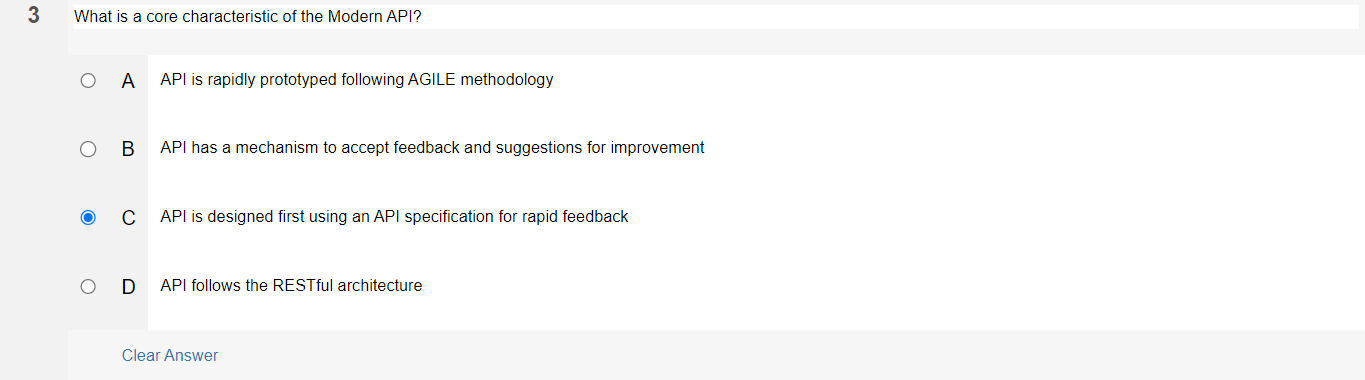 3 What is a core characteristic of the Modern API?
A API is rapidly prototyped following AGILE methodology
B API has a mechanism to accept feedback and suggestions for improvement
C API is designed first using an API specification for rapid feedback
D API follows the RESTful architecture
Clear Answer